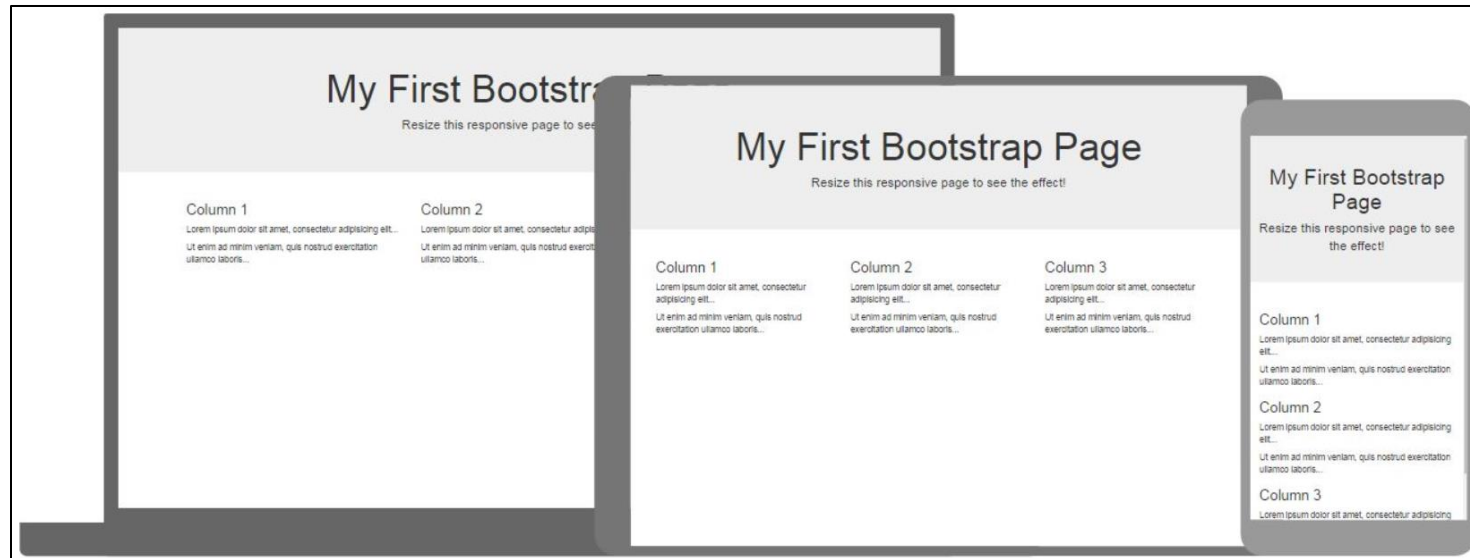 My First Bootstra
Resize this responsive page to see
Column 1
Lorem ipsum dolor sit amet, consectetur adipisicing elit...
Ut enim ad minim veniam, quis nostrud exercitation
ullamco laboris...
Column 2
Lorem ipsum dolor sit amet, consectetur adipis
Ut enim ad minim veniam, quis nostrud exercit
ullamco laboris...
My First Bootstrap Page
Resize this responsive page to see the effect!
Column 1
Lorem ipsum dolor sit amet, consectetur
adipisicing elit...
Ut enim ad minim veniam, quis nostrud
exercitation ullamco laboris...
Column 2
Lorem ipsum dolor sit amet, consectetur
adipisicing elit...
Ut enim ad minim veniam, quis nostrud
exercitation ullamco laboris...
Column 3
Lorem ipsum dolor sit amet, consectetur
adipisicing elit...
Ut enim ad minim veniam, quis nostrud
exercitation ullamco laboris...
My First Bootstrap
Page
Resize this responsive page to see
the effect!
Column 1
Lorem ipsum dolor sit amet, consectetur adipisicing
elit...
Ut enim ad minim veniam, quis nostrud exercitation
ullamco laboris...
Column 2
Lorem ipsum dolor sit amet, consectetur adipisicing
elit...
Ut enim ad minim veniam, quis nostrud exercitation
ullamco laboris...
Column 3
Lorem ipsum dolor sit amet, consectetur adipisicing